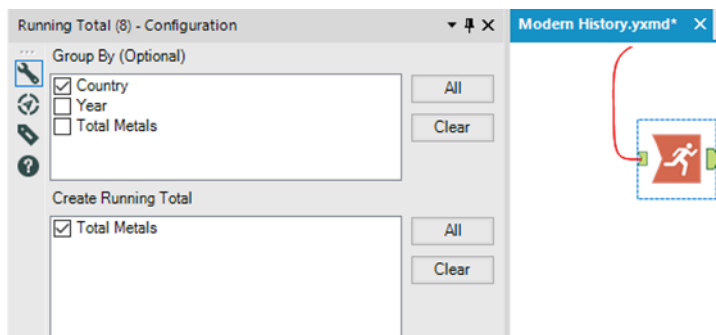 Running Total (8) - Configuration
Modern History.yxmd*
Group By (Optional)
Country
Year
Total Metals
All
Clear
Create Running Total
Total Metals
All
Clear